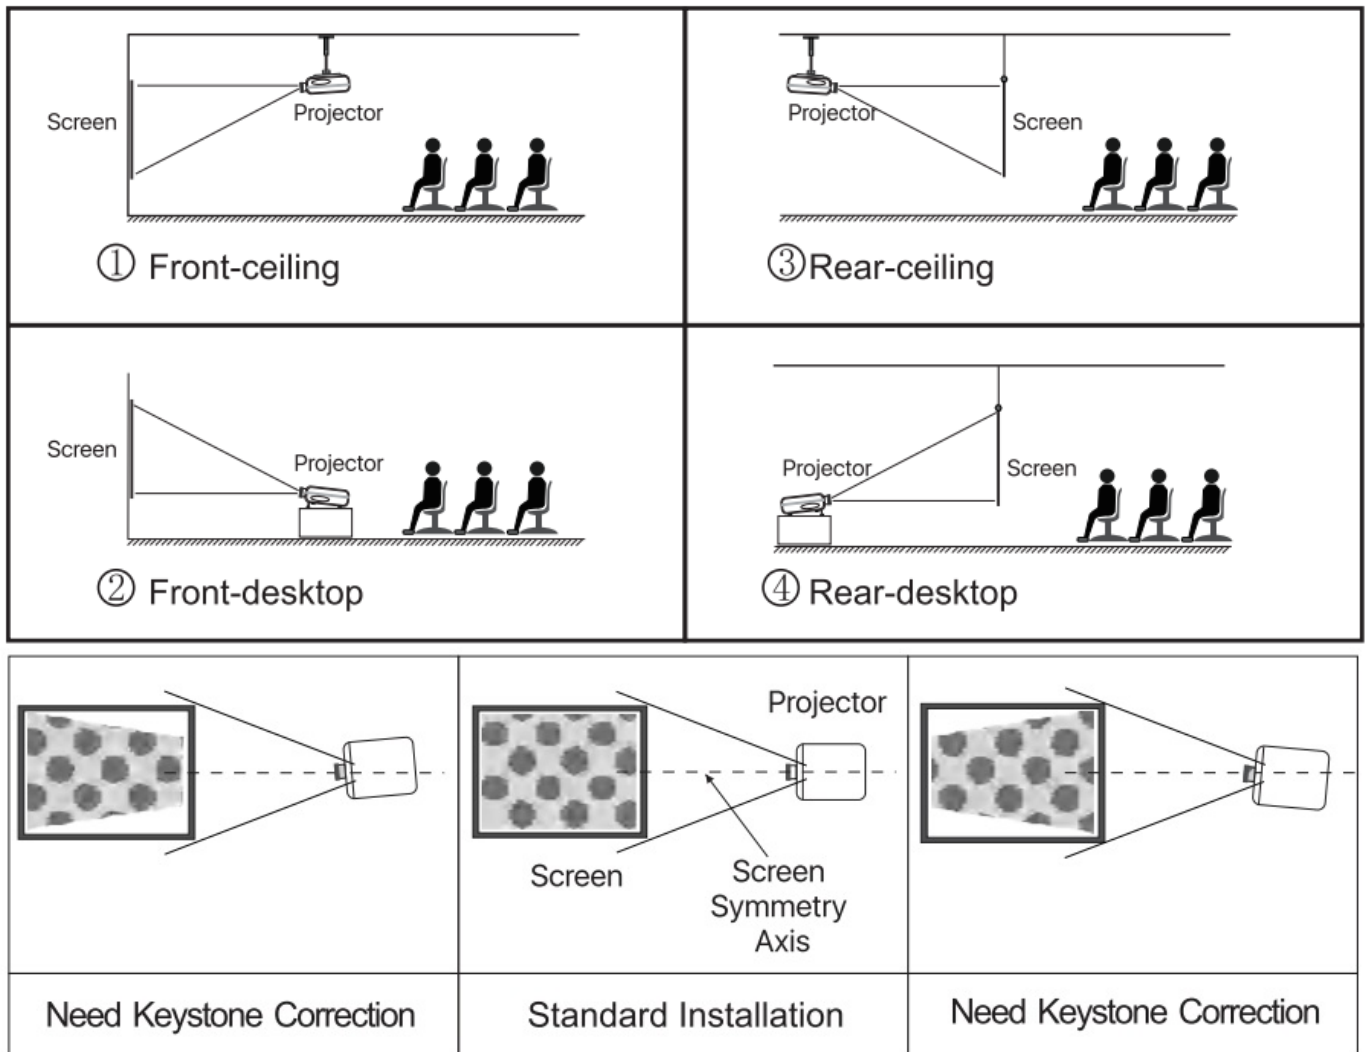 Screen
Projector
① Front-ceiling
Projector
Screen
③Rear-ceiling
Screen
Projector
② Front-desktop
Projector
Screen
④ Rear-desktop
Projector
Screen
Screen
Symmetry
Axis
Need Keystone Correction
Standard Installation
Need Keystone Correction